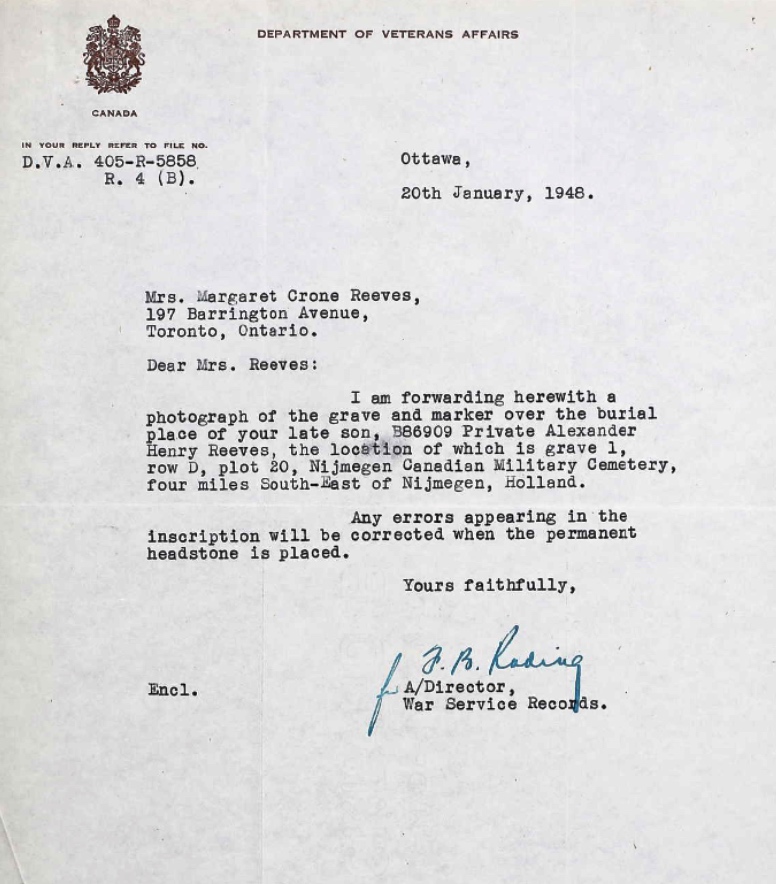 DEPARTMENT OF VETERANS AFFAIRS
CANADA
IN YOUR REPLY REFER TO FILE NO.
D.V.A. 405-R-5858
R. 4 (B).
Ottawa,
20th January, 1948.
Mrs. Margaret Crone Reeves,
197 Barrington Avenue,
Toronto, Ontario.
Dear Mrs. Reeves:
I am forwarding herewith a
photograph of the grave and marker over the burial
place of your late son, B86909 Private Alexander
Henry Reeves, the location of which is grave 1,
row D, plot 20, Nijmegen Canadian Military Cemetery,
four miles South-East of Nijmegen, Holland.
Any errors appearing in the
inscription will be corrected when the permanent
headstone is placed.
Yours faithfully,
F. B.
for
Encl.
A/Director,
War Service Records.